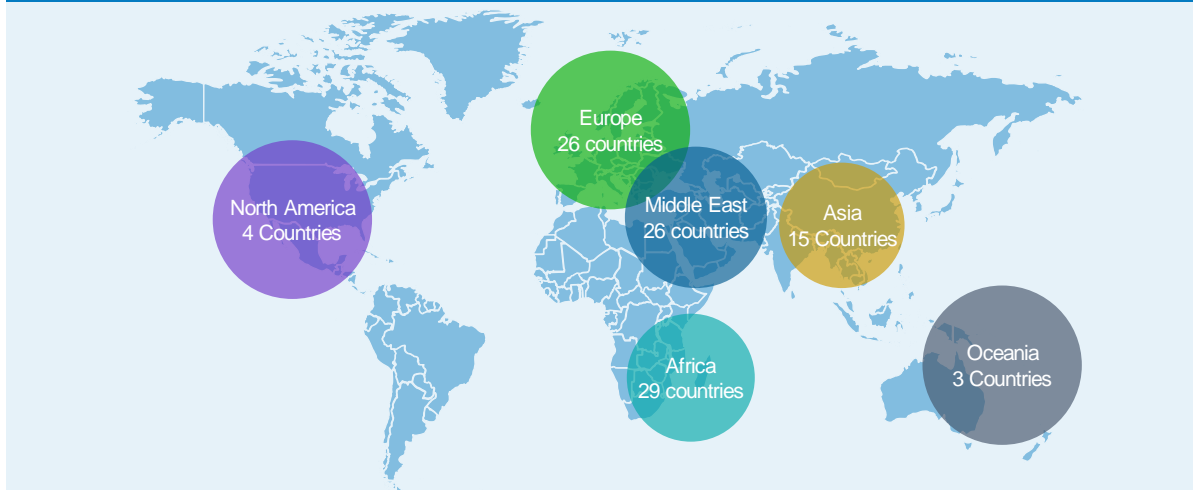 Europe
26 countries
North America
4 Countries
Middle East
26 countries
Asia
15 Countries
Africa
29 countries
Oceania
3 Countries